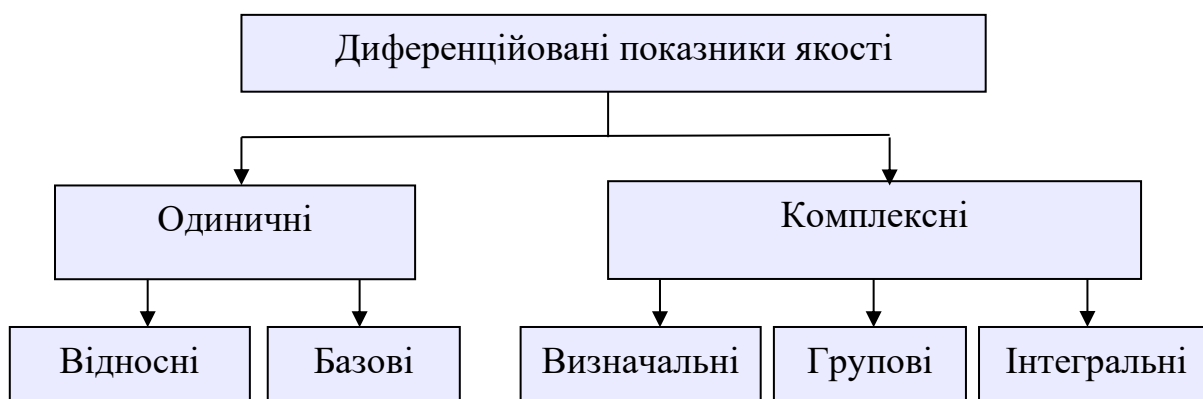 Диференційовані показники якості
Одиничні
Комплексні
Відносні
Базові
Визначальні
Групові
Інтегральні